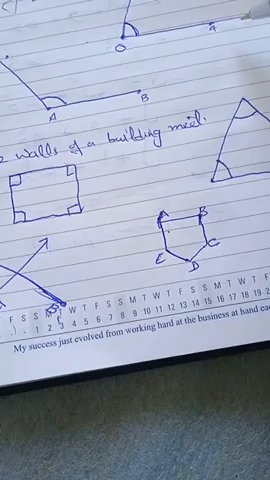 O A
A B
walls of a building meet.
A B
E C
D
B
F S S M T W T F S S M T W T F S S M T W T F S
1 2 3 4 5 6 7 8 9 10 11 12 13 14 15 16 17 18 19
My success just evolved from working hard at the business at hand